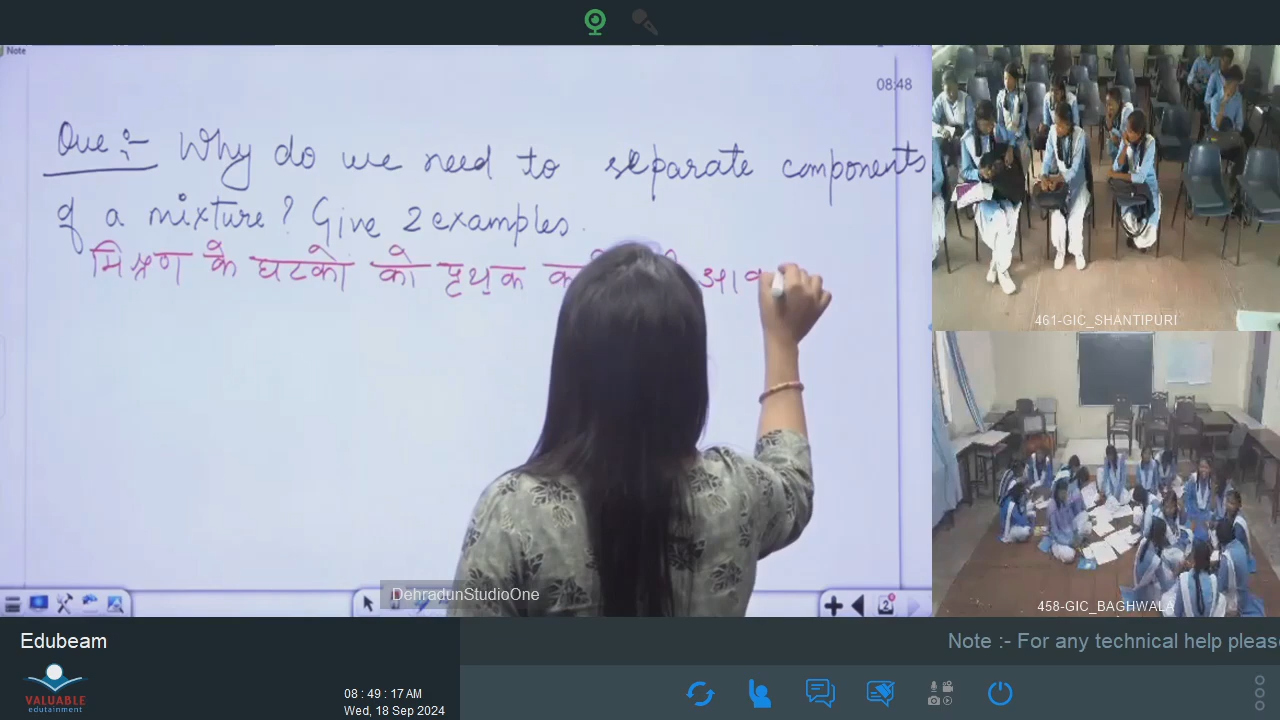 Note
08:48
Que :- Why do we need to separate components
of a mixture? Give 2 examples.
मिश्रण के घटकों को पृथक
461-GIC_SHANTIPURI
458-GIC_BAGHWALA
DehradunStudioOne
2
Edubeam
Note :- For any technical help pleas
VALUABLE
edutainment
08 : 49 : 17 AM
Wed, 18 Sep 2024